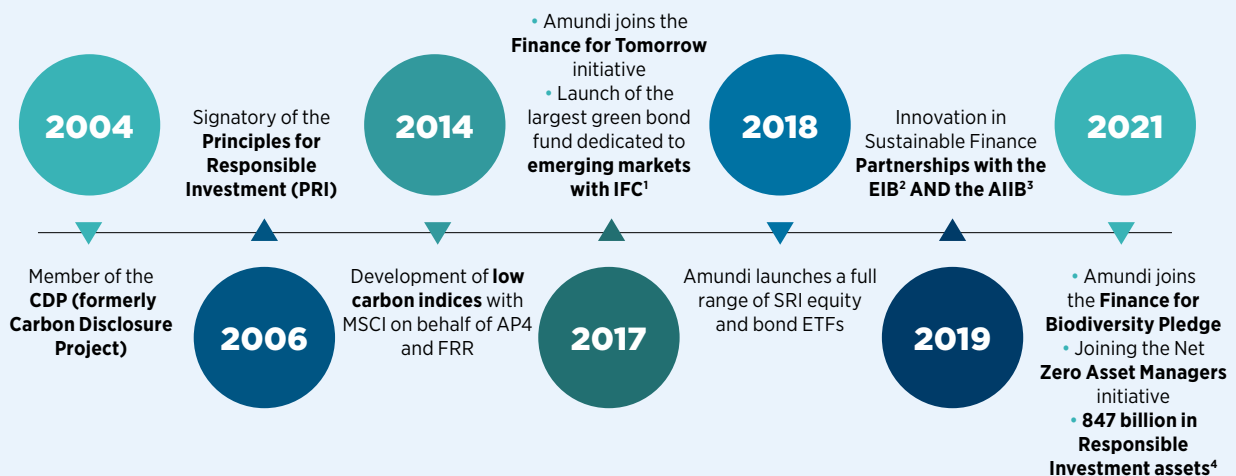 2004
Member of the
CDP (formerly
Carbon Disclosure
Project)
Signatory of the
Principles for
Responsible
Investment (PRI)
2006
2014
Development of low
carbon indices with
MSCI on behalf of AP4
and FRR
• Amundi joins the
Finance for Tomorrow
initiative
• Launch of the
largest green bond
fund dedicated to
emerging markets
with IFC¹
2017
2018
Amundi launches a full
range of SRI equity
and bond ETFs
Innovation in
Sustainable Finance
Partnerships with the
EIB² AND the AIIB³
2019
2021
• Amundi joins
the Finance for
Biodiversity Pledge
• Joining the Net
Zero Asset Managers
initiative
• 847 billion in
Responsible
Investment assets⁴